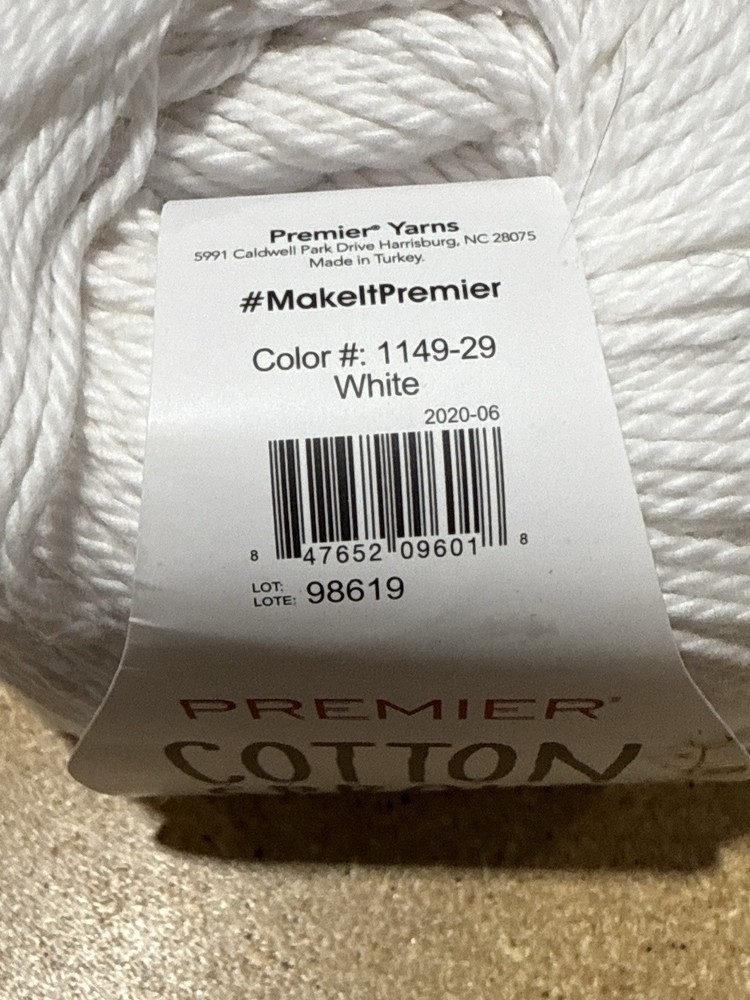 Premier® Yarns
5991 Caldwell Park Drive Harrisburg, NC 28075
Made in Turkey.
#MakeItPremier
Color #: 1149-29
White
2020-06
8 47652 09601 8
LOT: 98619
LOTE:
PREMIER®
COTTON